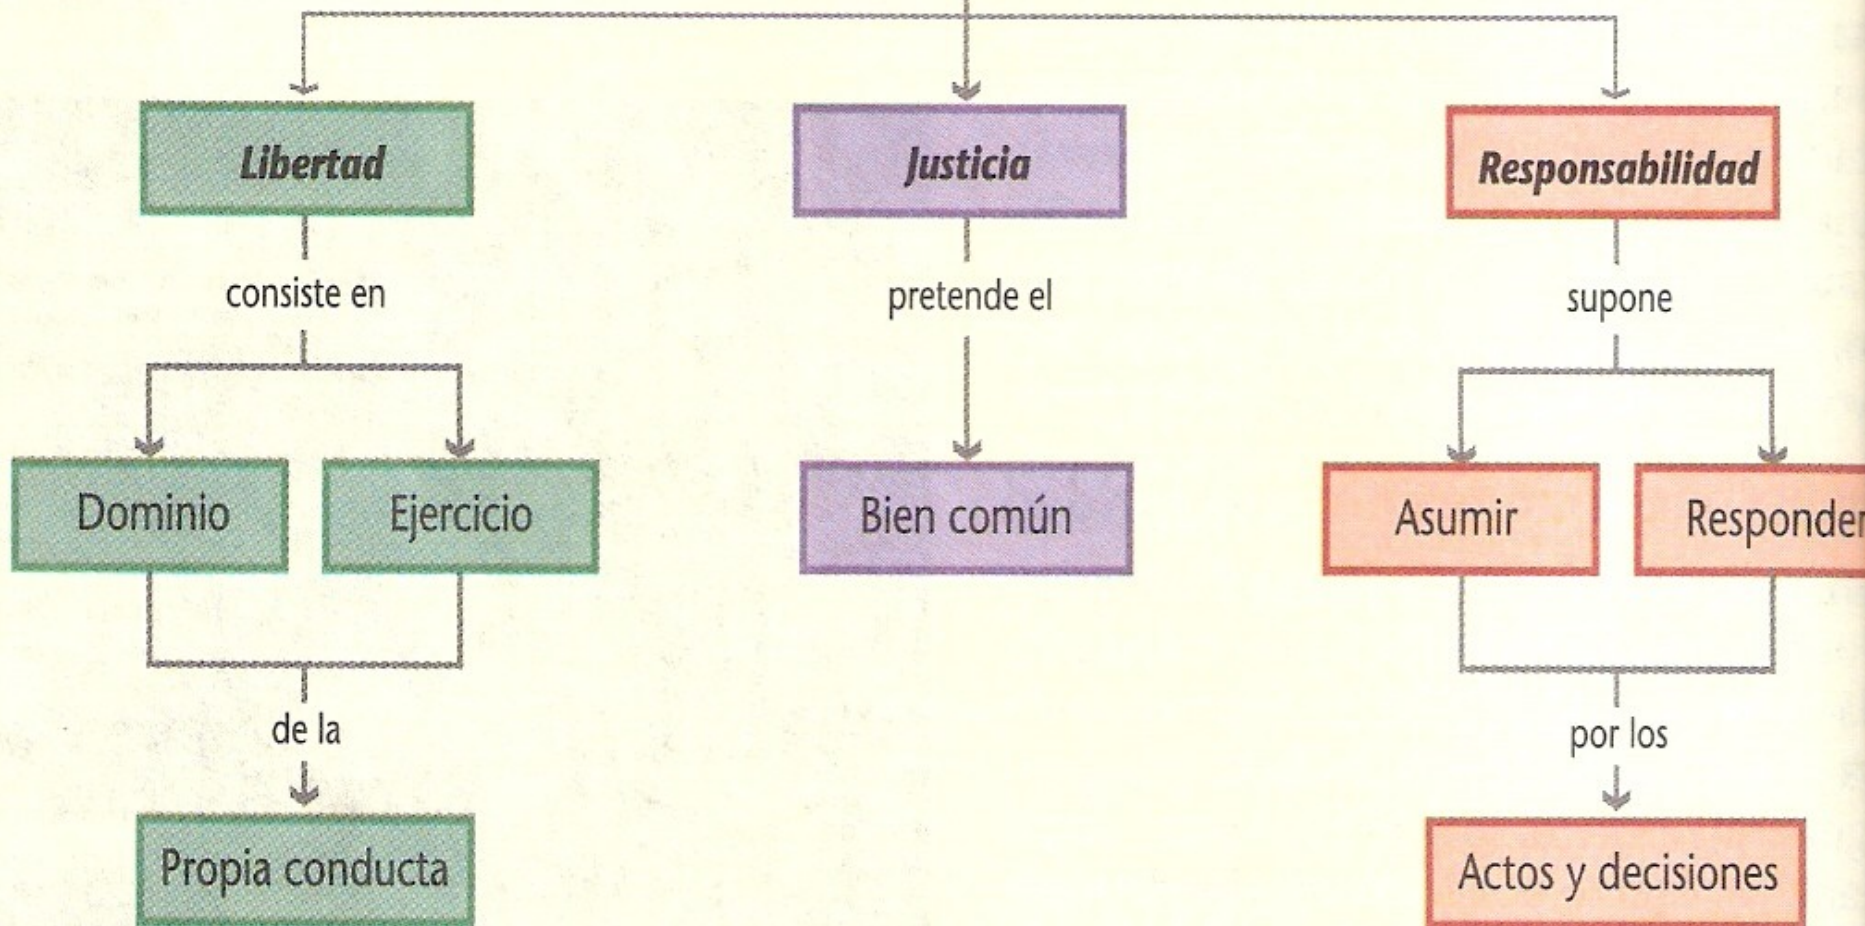 Libertad
Justicia
Responsabilidad
consiste en
pretende el
supone
Dominio
Ejercicio
Bien común
Asumir
Responder
de la
por los
Propia conducta
Actos y decisiones